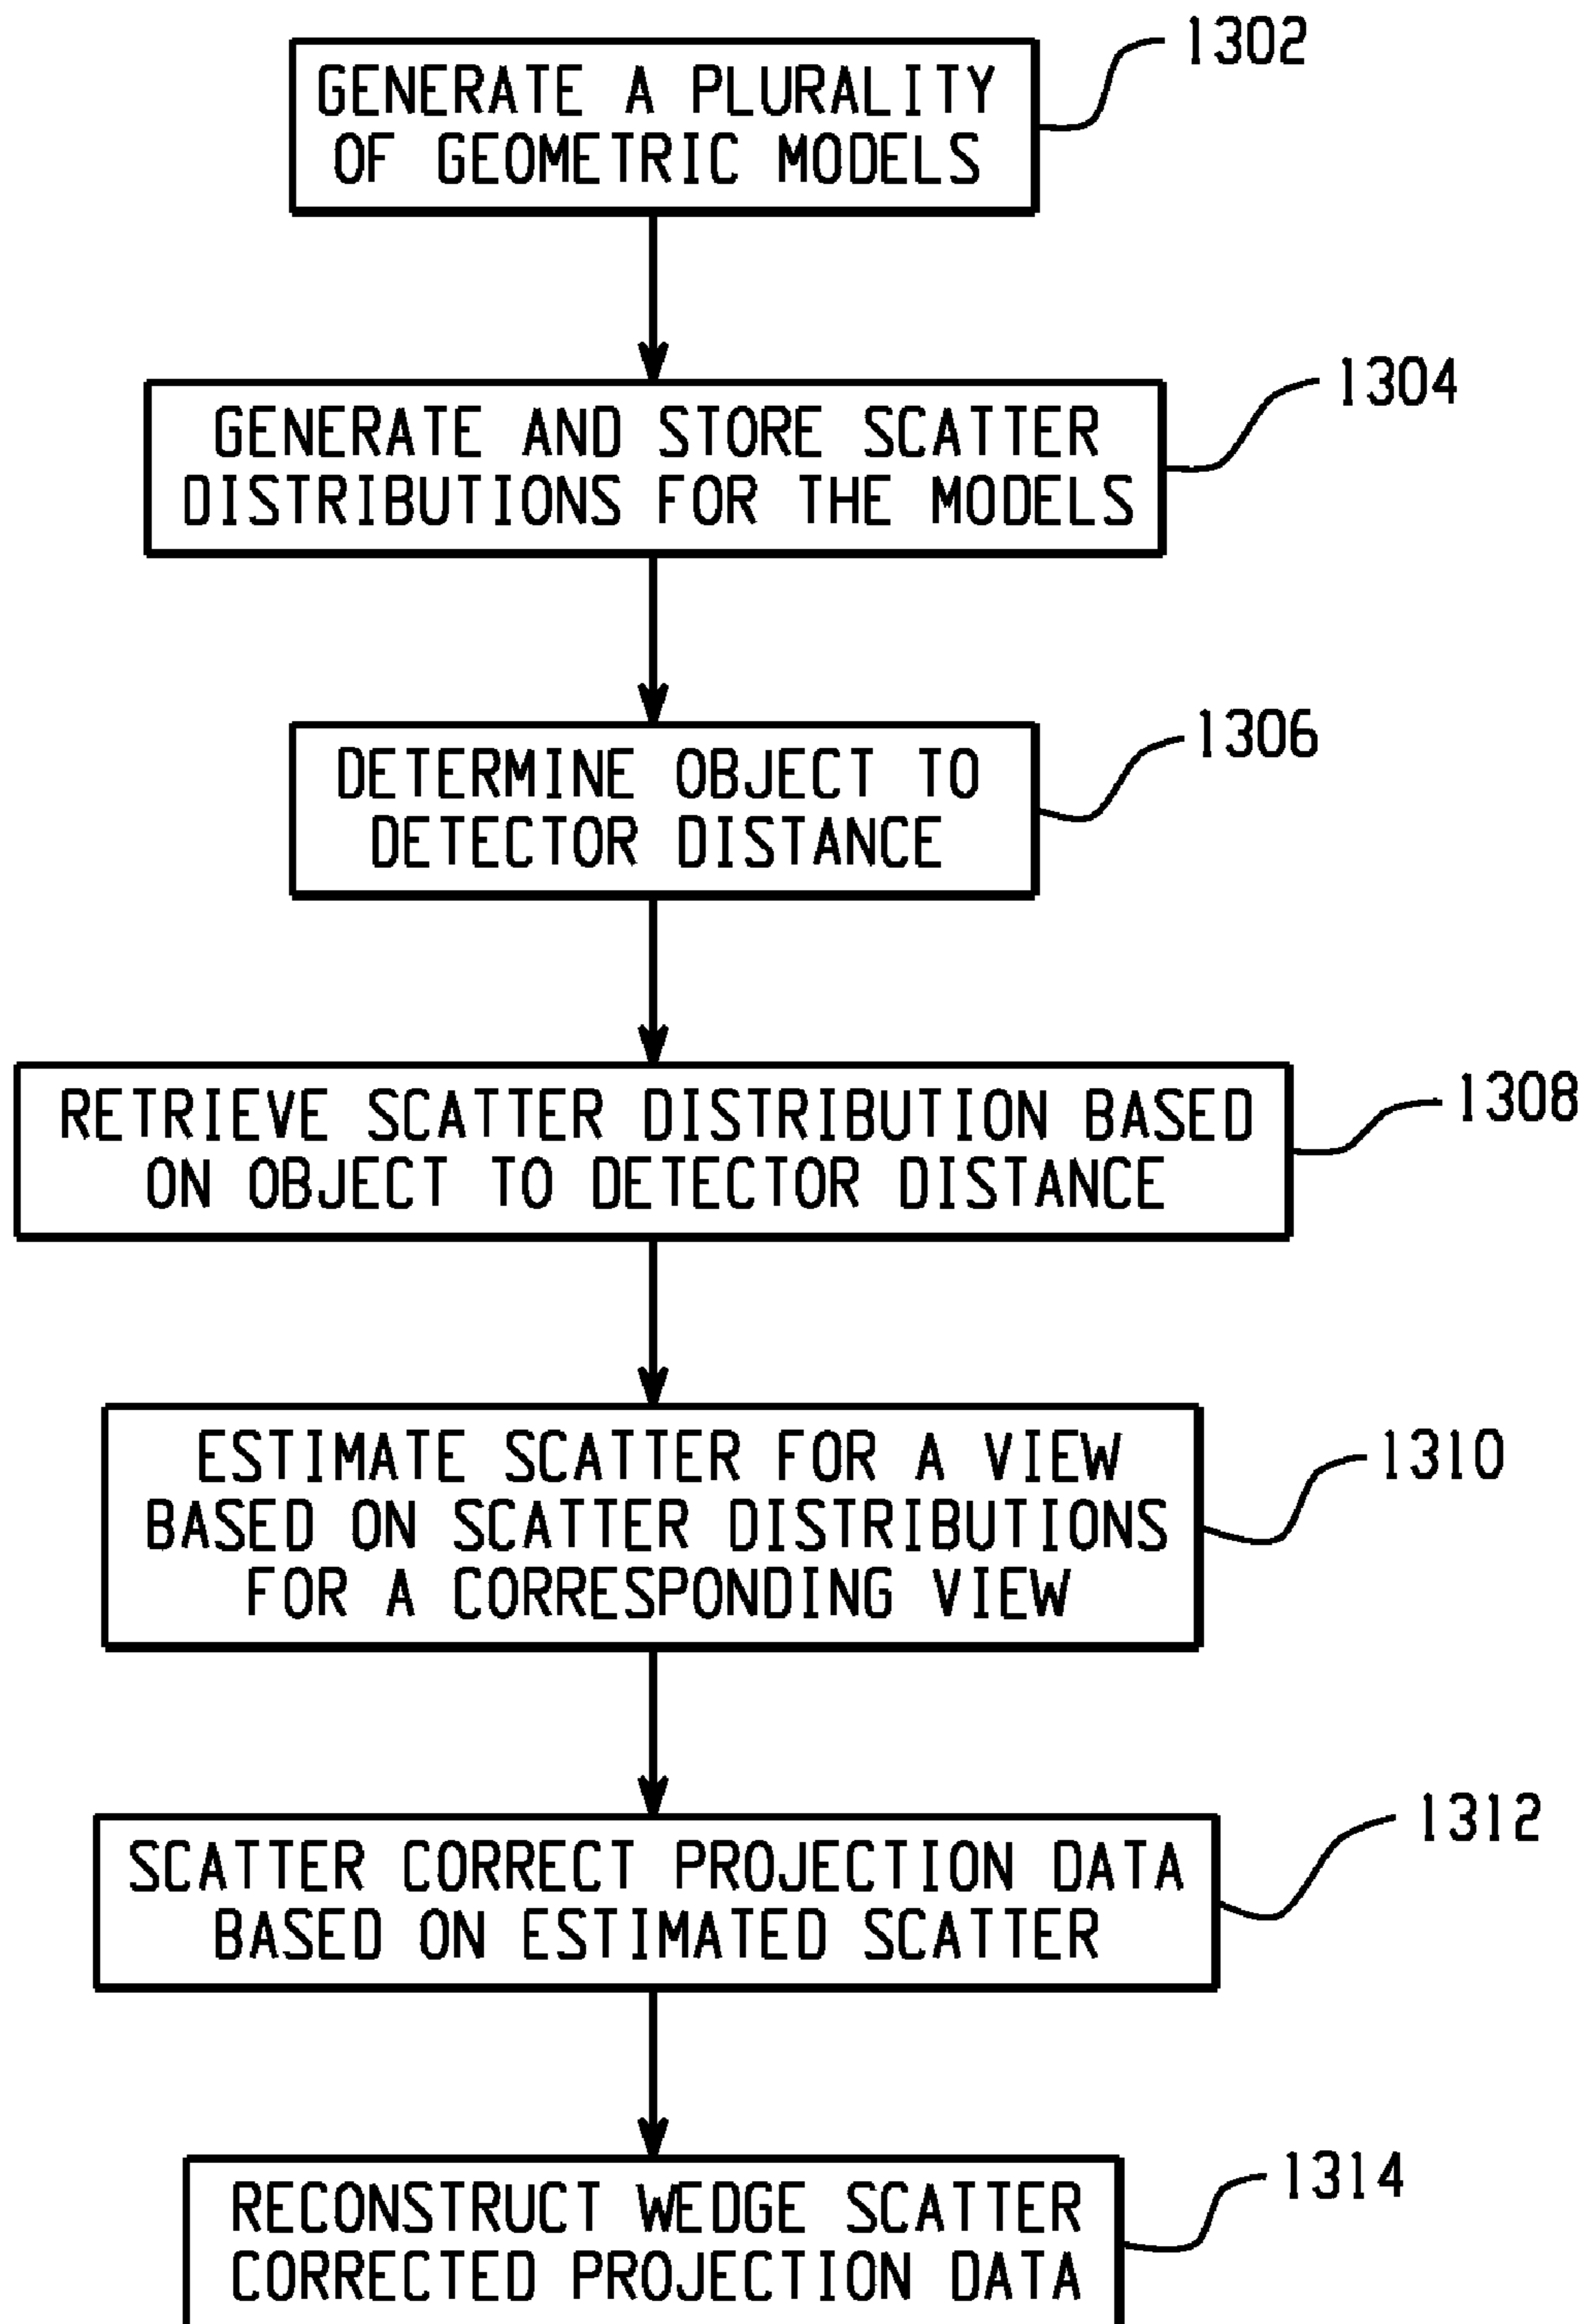 1302
GENERATE A PLURALITY
OF GEOMETRIC MODELS
1304
GENERATE AND STORE SCATTER
DISTRIBUTIONS FOR THE MODELS
1306
DETERMINE OBJECT TO
DETECTOR DISTANCE
1308
RETRIEVE SCATTER DISTRIBUTION BASED
ON OBJECT TO DETECTOR DISTANCE
1310
ESTIMATE SCATTER FOR A VIEW
BASED ON SCATTER DISTRIBUTIONS
FOR A CORRESPONDING VIEW
1312
SCATTER CORRECT PROJECTION DATA
BASED ON ESTIMATED SCATTER
1314
RECONSTRUCT WEDGE SCATTER
CORRECTED PROJECTION DATA